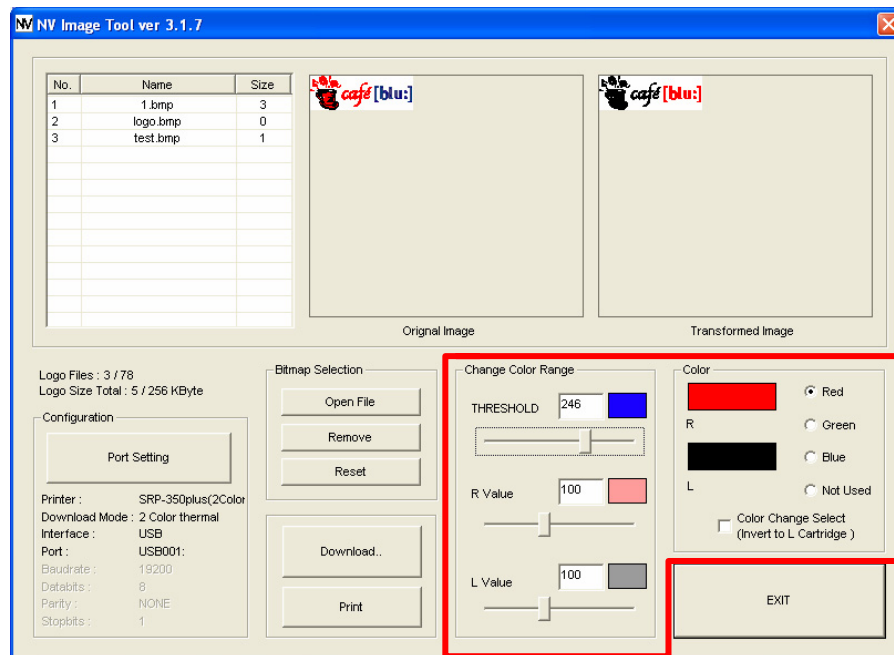 NV NV Image Tool ver 3.1.7
No. Name Size
1 1.bmp 3
2 logo.bmp 0
3 test.bmp 1
café [blu:]
café [blu:]
Orignal Image
Transformed Image
Logo Files : 3 / 78
Logo Size Total : 5 / 256 KByte
Configuration
Port Setting
Printer : SRP-350plus(2Color
Download Mode : 2 Color thermal
Interface : USB
Port : USB001:
Baudrate : 19200
Databits : 8
Parity : NONE
Stopbits : 1
Bitmap Selection
Open File
Remove
Reset
Download..
Print
Change Color Range
THRESHOLD 246
R Value 100
L Value 100
Color
Red
R
Green
Blue
L
Not Used
Color Change Select
(Invert to L Cartridge )
EXIT